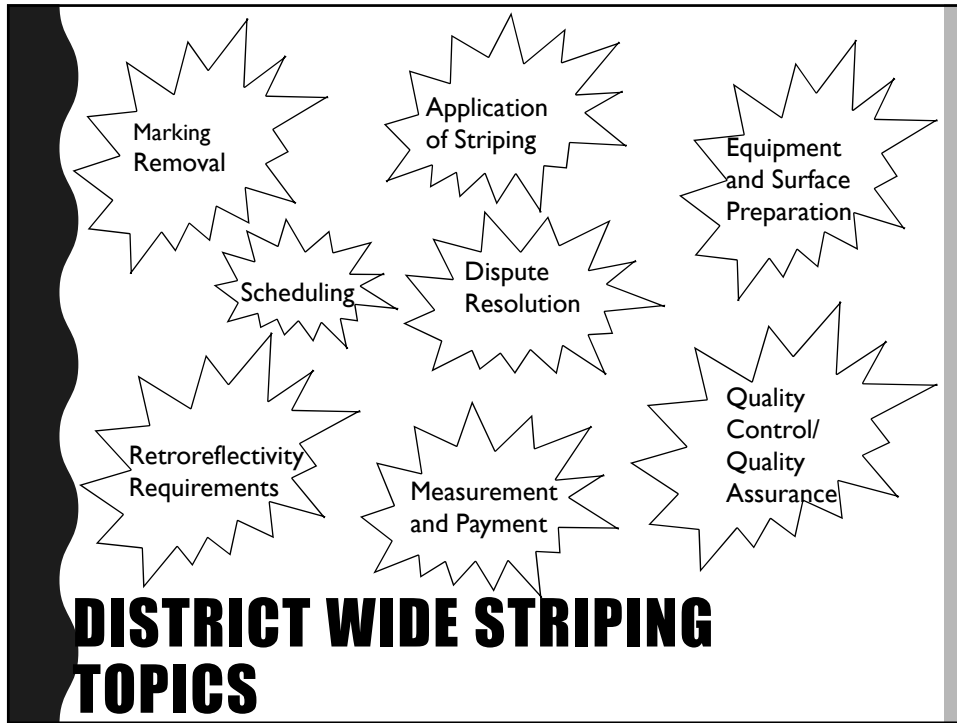 Marking
Removal
Application
of Striping
Equipment
and Surface
Preparation
Scheduling
Dispute
Resolution
Retroreflectivity
Requirements
Measurement
and Payment
Quality
Control/
Quality
Assurance
DISTRICT WIDE STRIPING
TOPICS